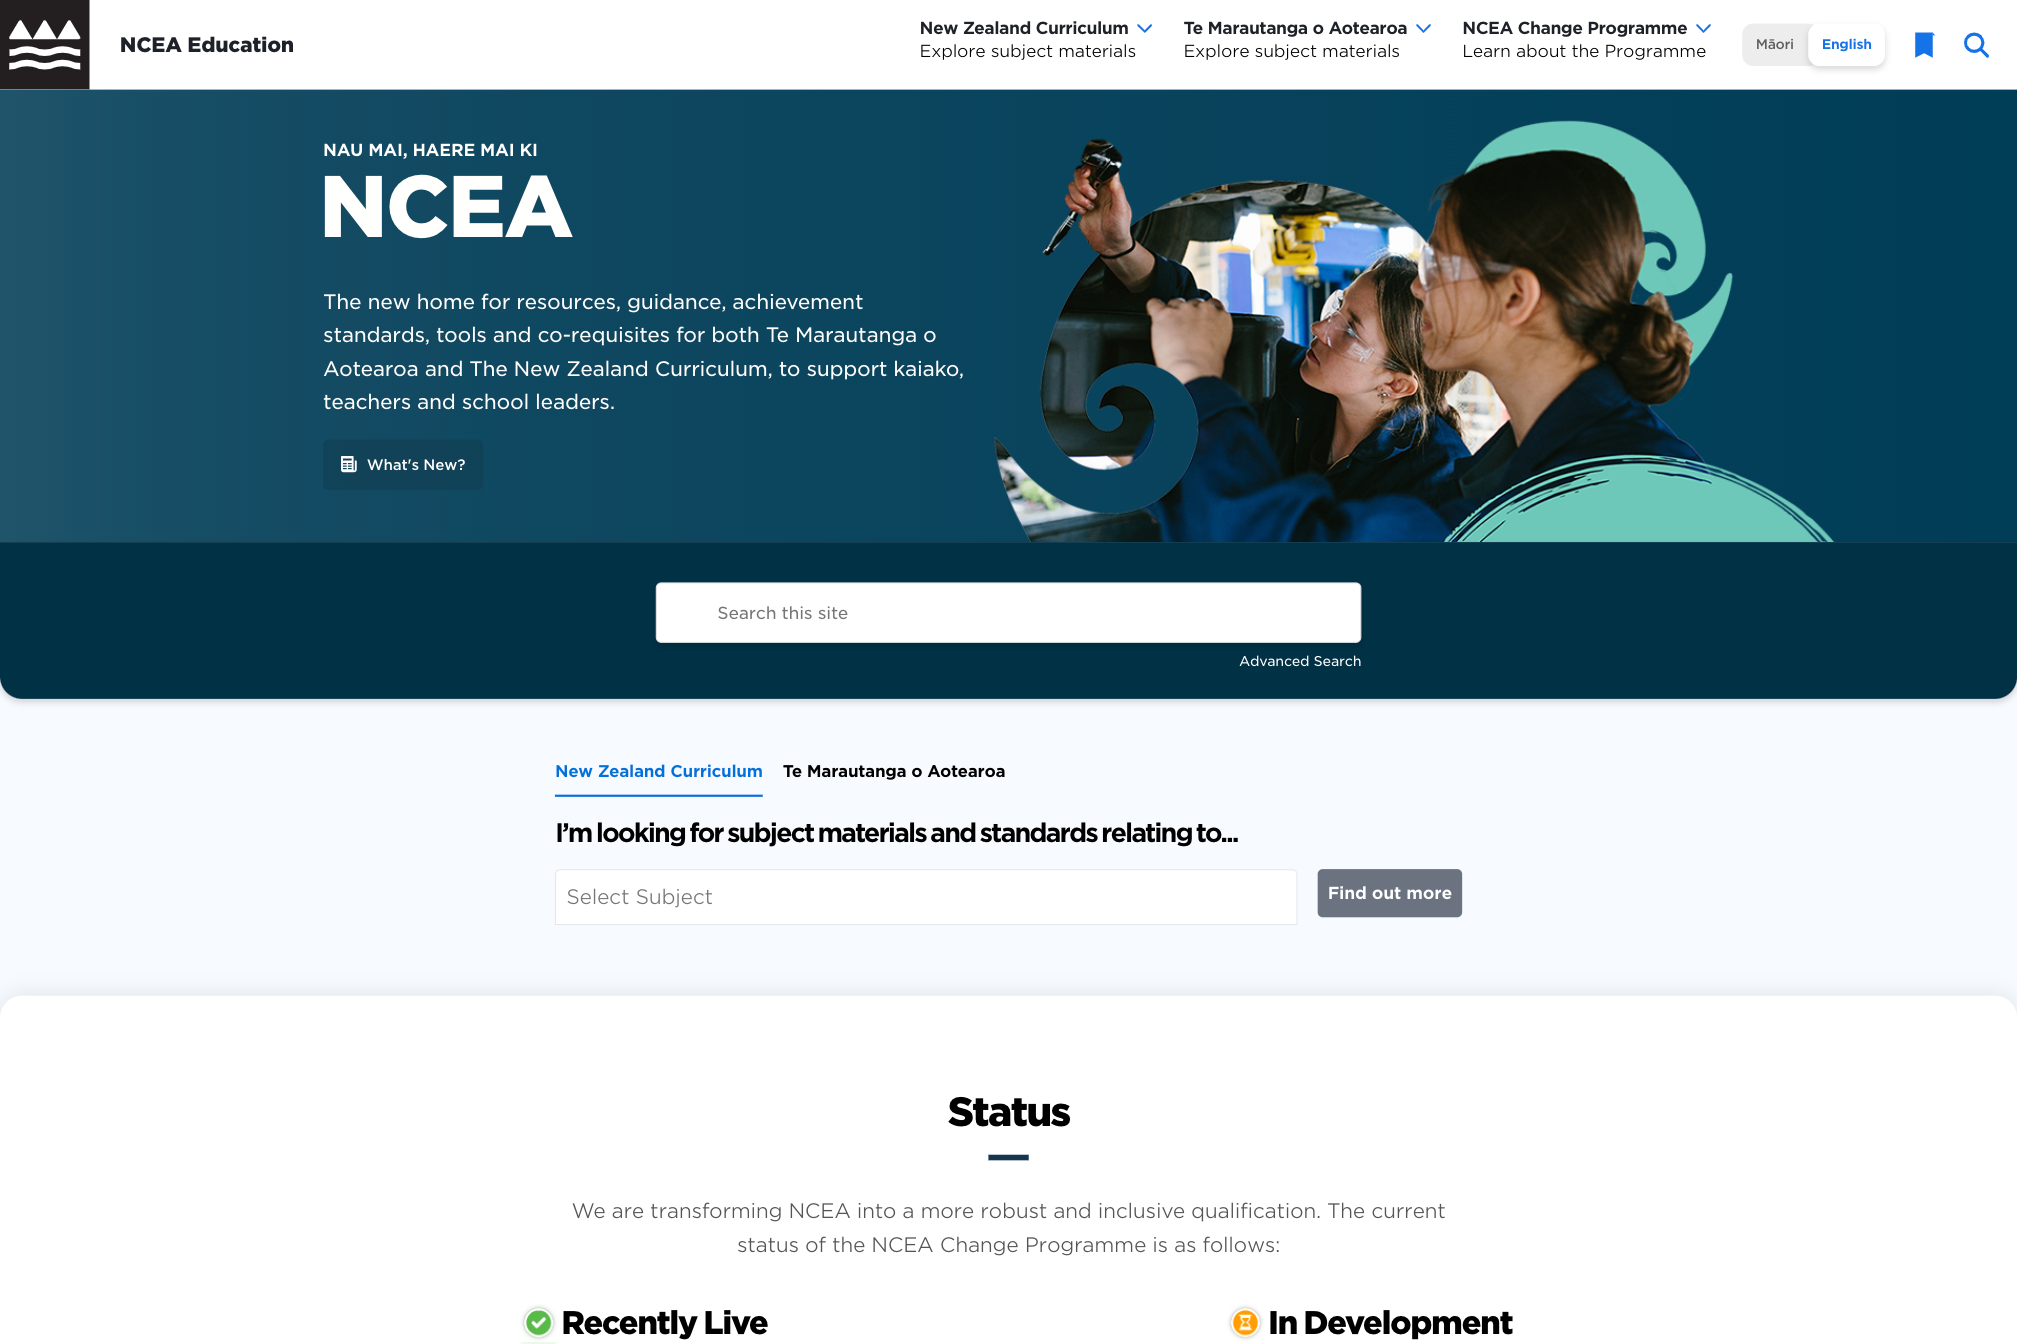 NCEA Education
New Zealand Curriculum
Explore subject materials
Te Marautanga o Aotearoa
Explore subject materials
NCEA Change Programme
Learn about the Programme
Māori
English
NAU MAI, HAERE MAI KI
NCEA
The new home for resources, guidance, achievement
standards, tools and co-requisites for both Te Marautanga o
Aotearoa and The New Zealand Curriculum, to support kaiako,
teachers and school leaders.
What's New?
Search this site
Advanced Search
New Zealand Curriculum
Te Marautanga o Aotearoa
I’m looking for subject materials and standards relating to...
Select Subject
Find out more
Status
We are transforming NCEA into a more robust and inclusive qualification. The current
status of the NCEA Change Programme is as follows:
Recently Live
In Development